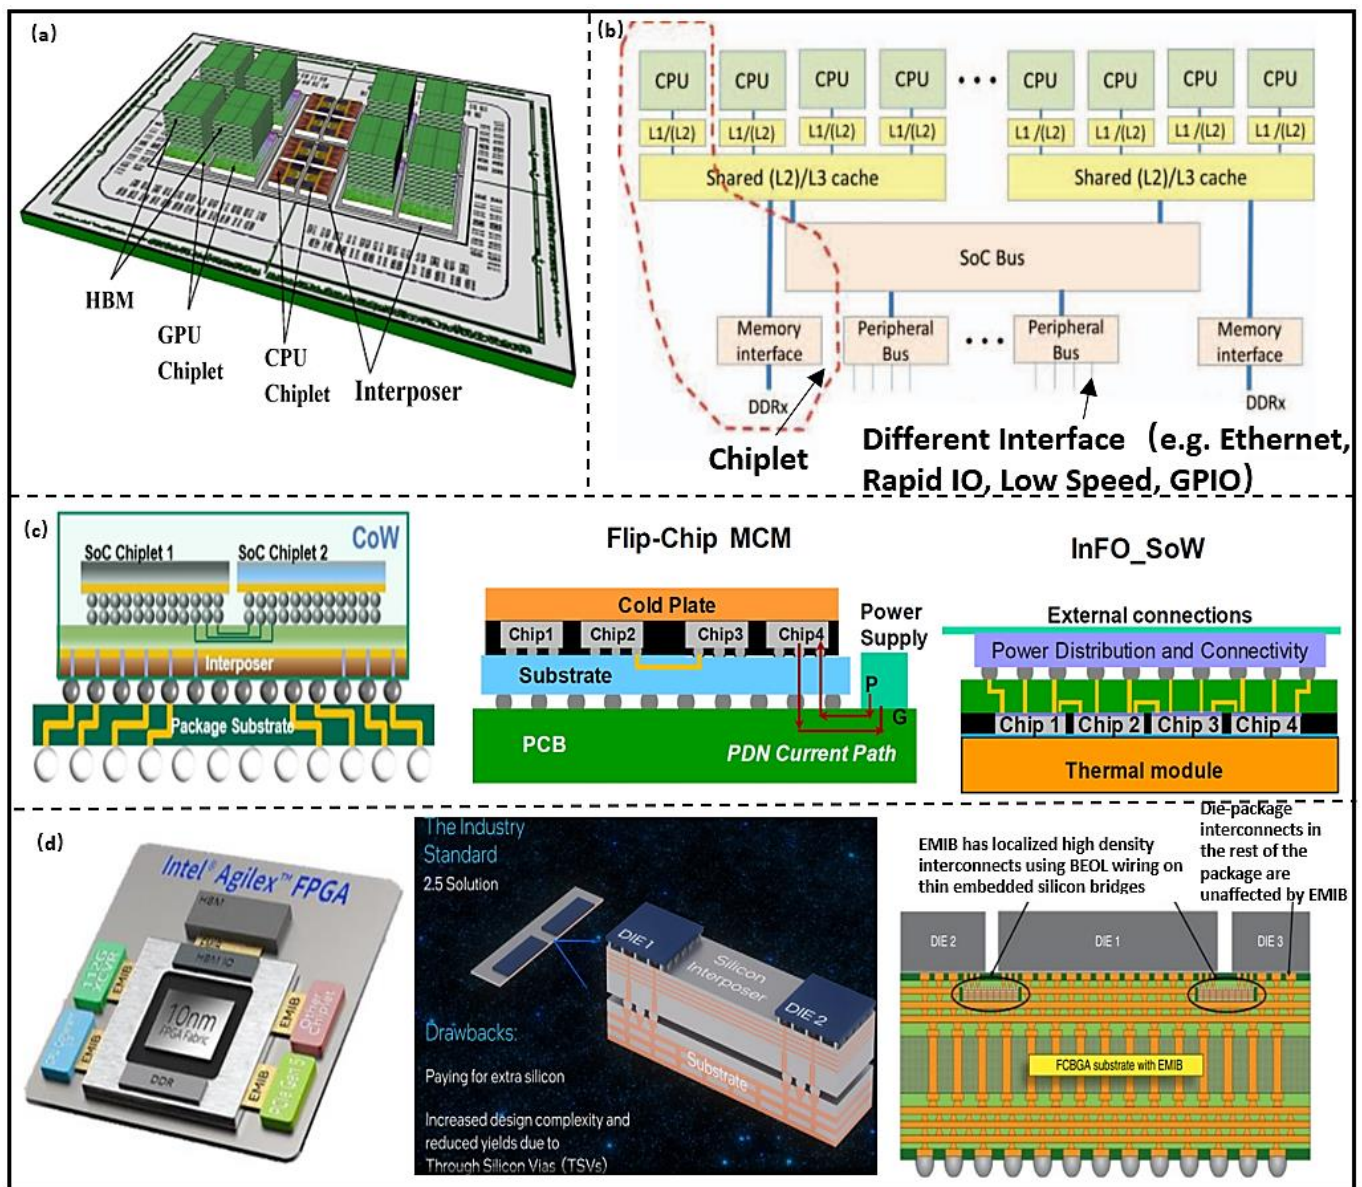 (a)
HBM
GPU
Chiplet
CPU
Chiplet
Interposer
(b)
CPU CPU CPU CPU ••• CPU CPU CPU CPU
L1/(L2) L1/(L2) L1/(L2) L1/(L2) L1/(L2) L1/(L2) L1/(L2) L1/(L2)
Shared (L2)/L3 cache Shared (L2)/L3 cache
SoC Bus
Memory
interface
Peripheral
Bus
•••
Peripheral
Bus
Memory
interface
DDRx DDRx
Chiplet
Different Interface (e.g. Ethernet,
Rapid IO, Low Speed, GPIO)
(c)
CoW
SoC Chiplet 1 SoC Chiplet 2
Interposer
Package Substrate
Flip-Chip MCM
Cold Plate
Chip1 Chip2 Chip3 Chip4
Substrate
Power
Supply
P
G
PCB
PDN Current Path
InFO_SoW
External connections
Power Distribution and Connectivity
Chip 1 Chip 2 Chip 3 Chip 4
Thermal module
(d)
Intel® Agilex™ FPGA
HBM
HBM IO
112G
XCVR
EMIB
EMIB
10nm
FPGA Fabric
DDR
EMIB
Other
Chiplet
EMIB
PCIe Gen 5
The Industry
Standard
2.5 Solution
DIE 1
Silicon
Interposer
DIE 2
Substrate
Drawbacks:
Paying for extra silicon
Increased design complexity and
reduced yields due to
Through Silicon Vias (TSVs)
EMIB has localized high density
interconnects using BEOL wiring on
thin embedded silicon bridges
Die-package
interconnects in
the rest of the
package are
unaffected by EMIB
DIE 2 DIE 1 DIE 3
FCBGA substrate with EMIB